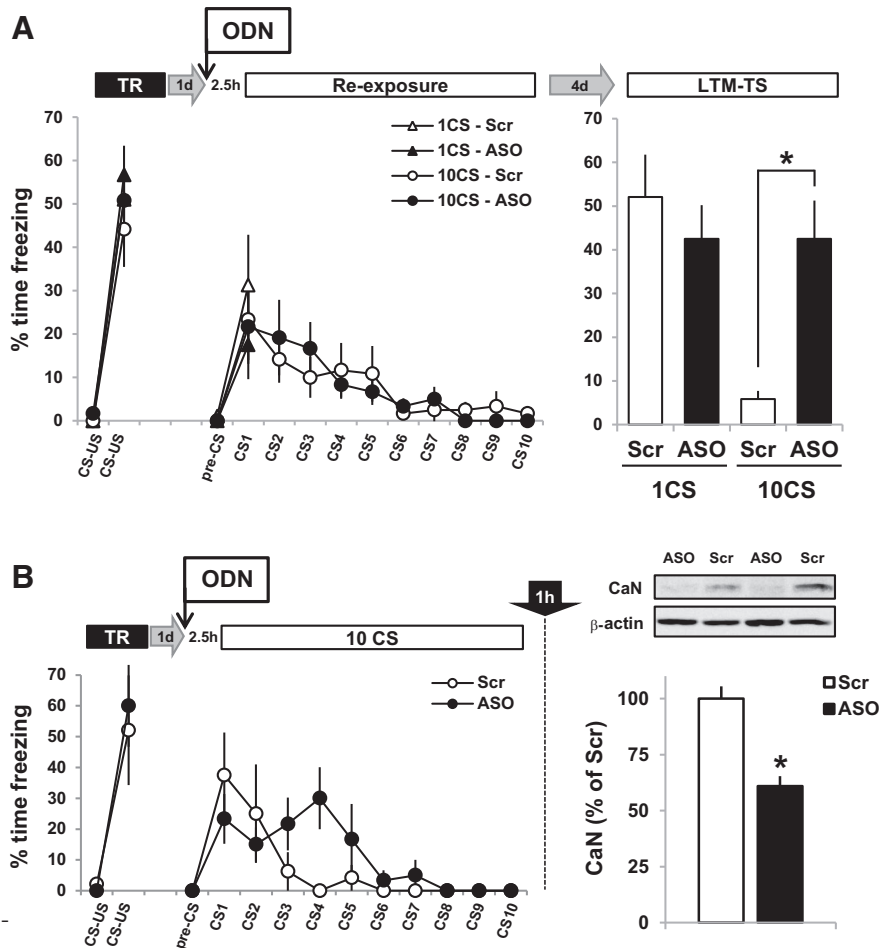 A
ODN
TR
1d
2.5h
Re-exposure
4d
LTM-TS
% time freezing
70
60
50
40
30
20
10
0
1CS - Scr
1CS - ASO
10CS - Scr
10CS - ASO
CS-US
CS-US
pre-CS
CS1
CS2
CS3
CS4
CS5
CS6
CS7
CS8
CS9
CS10
70
60
50
40
30
20
10
0
*
Scr ASO Scr ASO
1CS 10CS
B
ODN
TR
1d
2.5h
10 CS
1h
% time freezing
70
60
50
40
30
20
10
0
Scr
ASO
CS-US
CS-US
pre-CS
CS1
CS2
CS3
CS4
CS5
CS6
CS7
CS8
CS9
CS10
ASO Scr ASO Scr
CaN
β-actin
CaN (% of Scr)
100
75
50
25
0
*
Scr
ASO